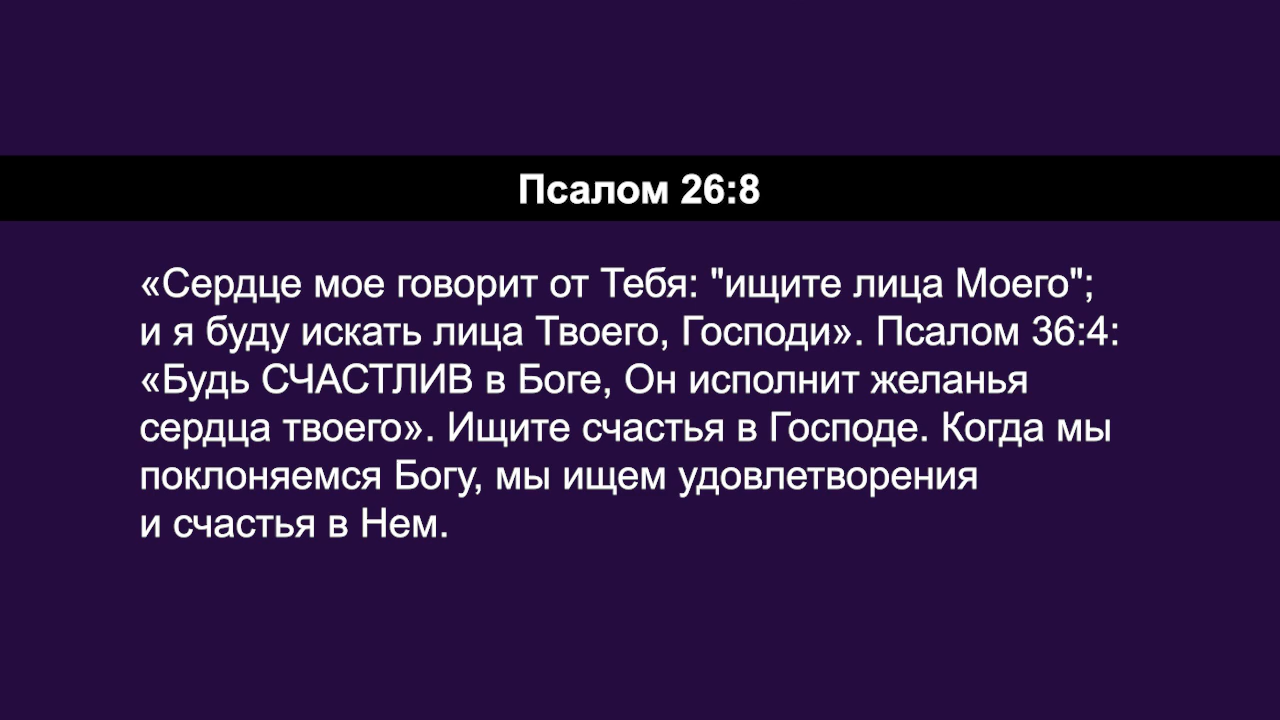 Псалом 26:8
«Сердце мое говорит от Тебя: "ищите лица Моего";
и я буду искать лица Твоего, Господи». Псалом 36:4:
«Будь СЧАСТЛИВ в Боге, Он исполнит желанья
сердца твоего». Ищите счастья в Господе. Когда мы
поклоняемся Богу, мы ищем удовлетворения
и счастья в Нем.